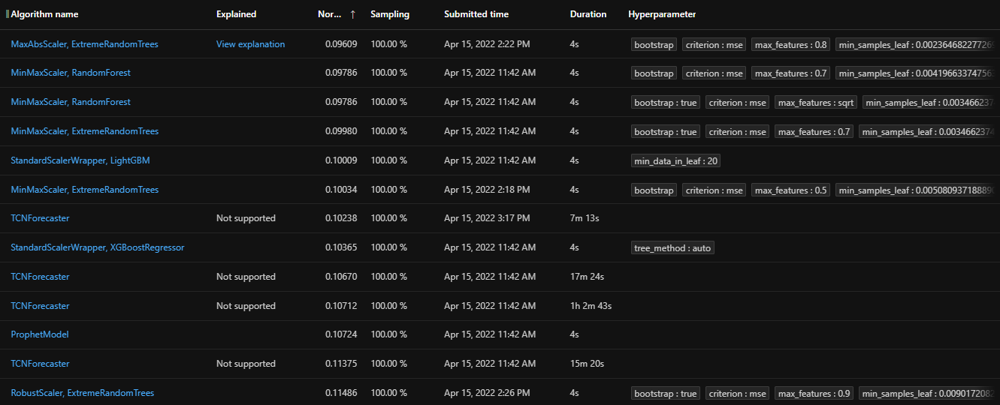 Algorithm name Explained Nor... ↑ Sampling Submitted time Duration Hyperparameter
MaxAbsScaler, ExtremeRandomTrees View explanation 0.09609 100.00 % Apr 15, 2022 2:22 PM 4s bootstrap criterion : mse max_features : 0.8 min_samples_leaf : 0.002364682277269
MinMaxScaler, RandomForest 0.09786 100.00 % Apr 15, 2022 11:42 AM 4s bootstrap criterion : mse max_features : 0.7 min_samples_leaf : 0.004196633747563
MinMaxScaler, RandomForest 0.09786 100.00 % Apr 15, 2022 11:42 AM 4s bootstrap : true criterion : mse max_features : sqrt min_samples_leaf : 0.003466237
MinMaxScaler, ExtremeRandomTrees 0.09980 100.00 % Apr 15, 2022 11:42 AM 4s bootstrap : true criterion : mse max_features : 0.7 min_samples_leaf : 0.0034662374
StandardScalerWrapper, LightGBM 0.10009 100.00 % Apr 15, 2022 11:42 AM 4s min_data_in_leaf : 20
MinMaxScaler, ExtremeRandomTrees 0.10034 100.00 % Apr 15, 2022 2:18 PM 4s bootstrap criterion : mse max_features : 0.5 min_samples_leaf : 0.005080937188890
TCNForecaster Not supported 0.10238 100.00 % Apr 15, 2022 3:17 PM 7m 13s
StandardScalerWrapper, XGBoostRegressor 0.10365 100.00 % Apr 15, 2022 11:42 AM 4s tree_method : auto
TCNForecaster Not supported 0.10670 100.00 % Apr 15, 2022 11:42 AM 17m 24s
TCNForecaster Not supported 0.10712 100.00 % Apr 15, 2022 11:42 AM 1h 2m 43s
ProphetModel 0.10724 100.00 % Apr 15, 2022 11:42 AM 4s
TCNForecaster Not supported 0.11375 100.00 % Apr 15, 2022 11:42 AM 15m 20s
RobustScaler, ExtremeRandomTrees 0.11486 100.00 % Apr 15, 2022 2:26 PM 4s bootstrap : true criterion : mse max_features : 0.9 min_samples_leaf : 0.0090172082